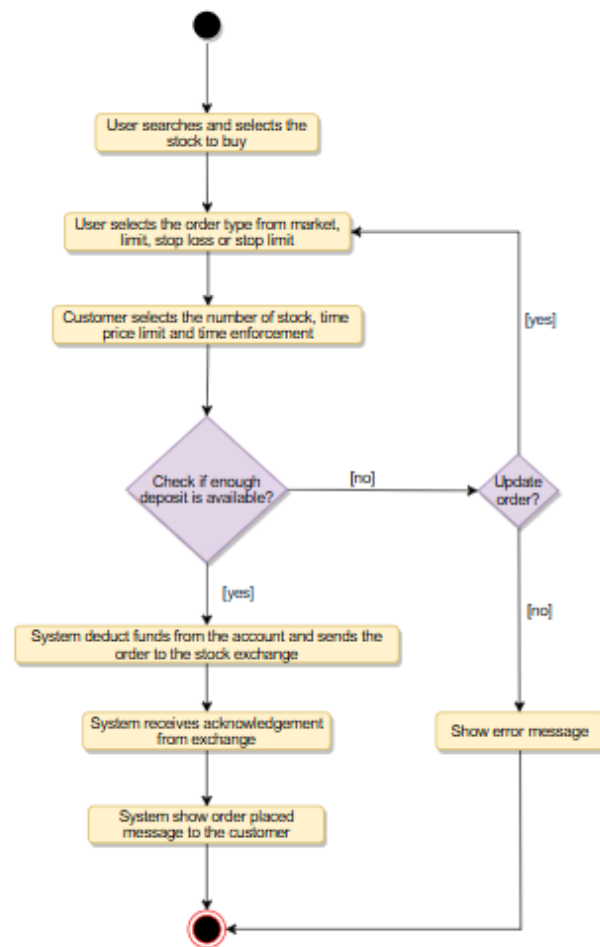 User searches and selects the
stock to buy
User selects the order type from market,
limit, stop loss or stop limit
Customer selects the number of stock, time
price limit and time enforcement
[yes]
Check if enough
deposit is available?
[no]
Update
order?
[yes]
[no]
System deduct funds from the account and sends the
order to the stock exchange
System receives acknowledgement
from exchange
Show error message
System show order placed
message to the customer